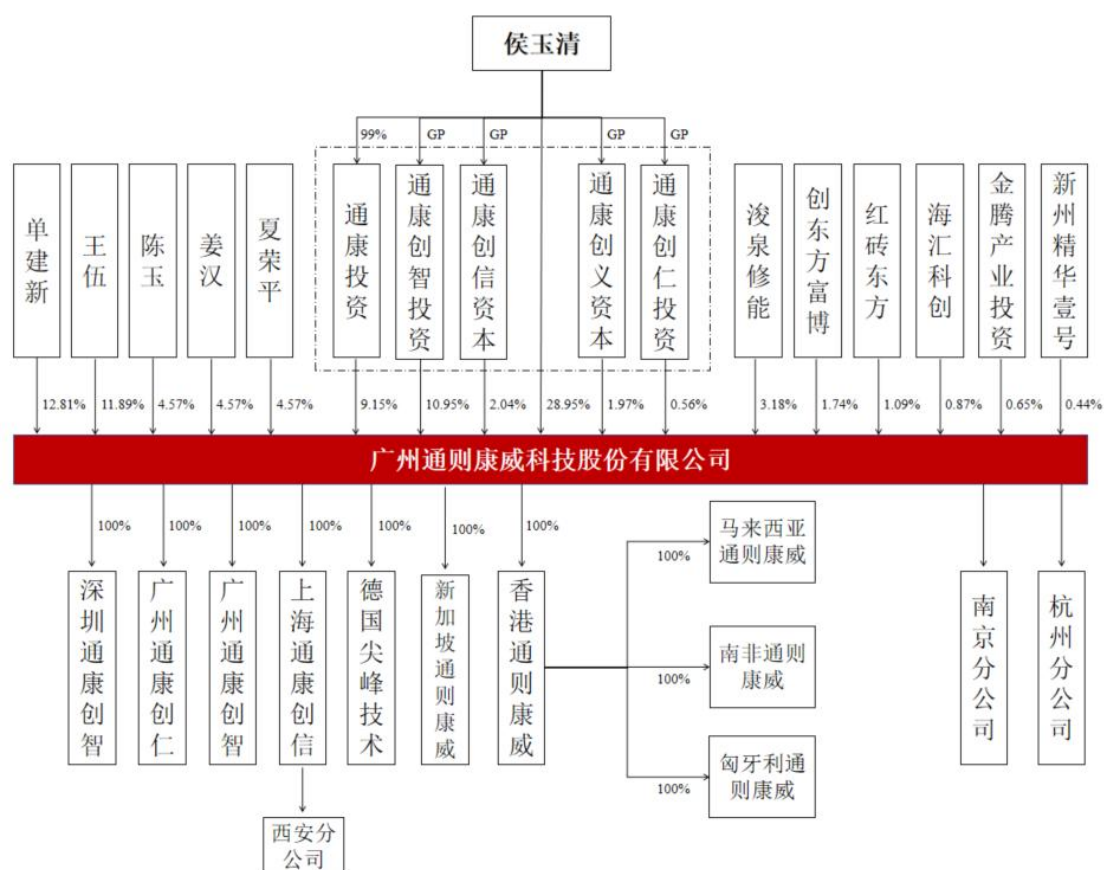 侯玉清
99%
GP
GP
GP
GP
单建新
王伍
陈玉
姜汉
夏荣平
通康投资
通康创智投资
通康创信资本
通康创义资本
通康创仁投资
浚泉修能
创东方富博
红砖东方
海汇科创
金腾产业投资
新州精华壹号
12.81%
11.89%
4.57%
4.57%
4.57%
9.15%
10.95%
2.04%
28.95%
1.97%
0.56%
3.18%
1.74%
1.09%
0.87%
0.65%
0.44%
广州通则康威科技股份有限公司
100%
100%
100%
100%
100%
100%
100%
深圳通康创智
广州通康创仁
广州通康创智
上海通康创信
德国尖峰技术
新加坡通则康威
香港通则康威
100%
马来西亚
通则康威
100%
南非通则
康威
100%
匈牙利通
则康威
南京分公司
杭州分公司
西安分
公司